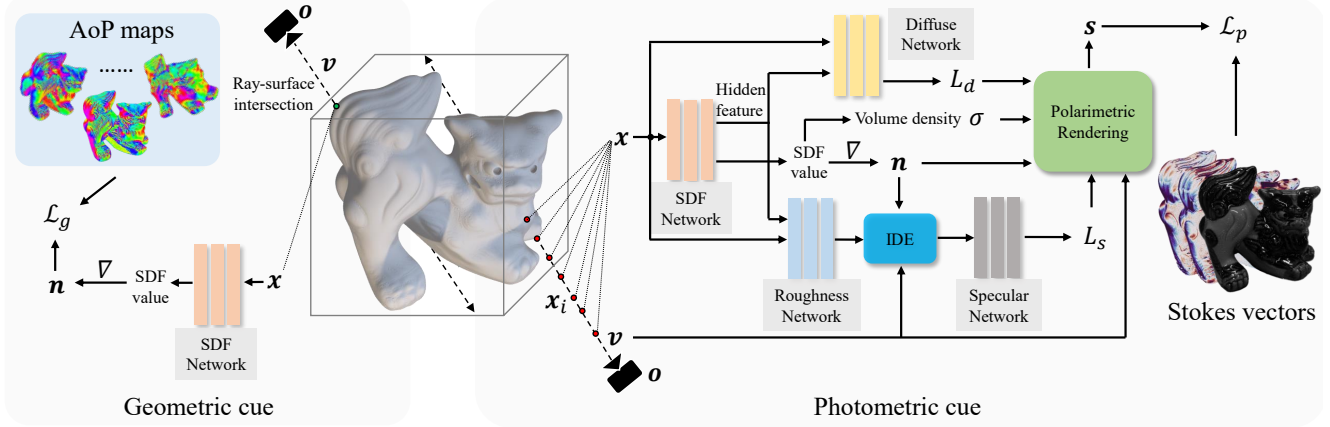 AoP maps
......
𝓛g
n
∇
SDF
value
SDF
Network
x
o
v
Ray-surface
intersection
Geometric cue
xi
v
o
x
SDF
Network
Hidden
feature
Diffuse
Network
Ld
Volume density σ
SDF
value
∇
n
Roughness
Network
IDE
Specular
Network
Ls
Polarimetric
Rendering
s
𝓛p
Stokes vectors
Photometric cue